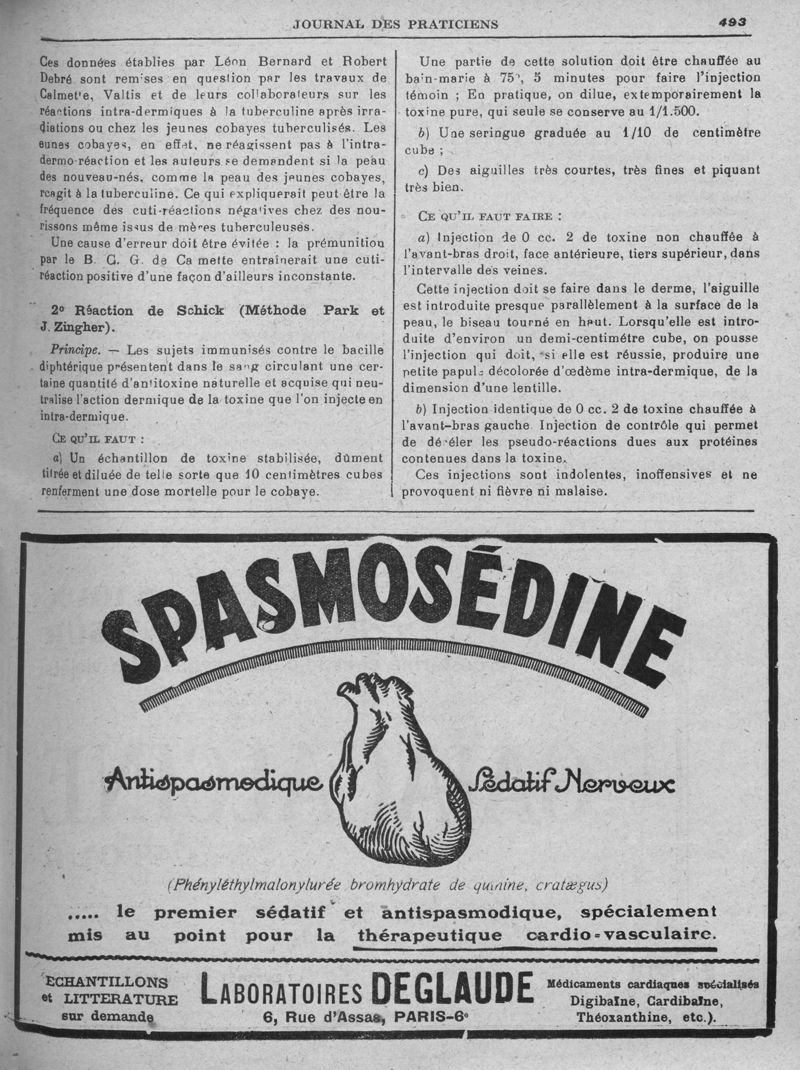 JOURNAL DES PRATICIENS
493
Ces données établies par Léon Bernard et Robert
Debré sont remises en question par les travaux de
Calmet'e, Valtis et de leurs collaborateurs sur les
réactions intra-dermiques à la tuberculine après irra-
diations ou chez les jeunes cobayes tuberculisés. Les
eunes cobayes, en effet, ne réagissent pas à l'intra-
dermo-réaction et les auteurs se demandent si la peau
des nouveau-nés, comme la peau des jeunes cobayes,
reagit à la tuberculine. Ce qui expliquerait peut être la
fréquence des cuti-réactions négatives chez des nou-
rissons même issus de mères tuberculeuses.
Une cause d'erreur doit être évitée : la prémunition
par le B. C. G. de Ca mette entraînerait une cuti-
réaction positive d'une façon d'ailleurs inconstante.
2° Réaction de Schick (Méthode Park et
J. Zingher).
Principe. — Les sujets immunisés contre le bacille
diphtérique présentent dans le sang circulant une cer-
taine quantité d'antitoxine naturelle et acquise qui neu-
tralise l'action dermique de la toxine que l'on injecte en
intra-dermique.
CE QU'IL FAUT :
a) Un échantillon de toxine stabilisée, dûment
titrée et diluée de telle sorte que 10 centimètres cubes
renferment une dose mortelle pour le cobaye.
Une partie de cette solution doit être chauffée au
bain-marie à 75°, 5 minutes pour faire l'injection
témoin ; En pratique, on dilue, extemporairement la
toxine pure, qui seule se conserve au 1/1.500.
b) Une seringue graduée au 1/10 de centimètre
cube ;
c) Des aiguilles très courtes, très fines et piquant
très bien.
CE QU'IL FAUT FAIRE :
a) Injection de 0 cc. 2 de toxine non chauffée à
l'avant-bras droit, face antérieure, tiers supérieur, dans
l'intervalle des veines.
Cette injection doit se faire dans le derme, l'aiguille
est introduite presque parallèlement à la surface de la
peau, le biseau tourné en haut. Lorsqu'elle est intro-
duite d'environ un demi-centimétre cube, on pousse
l'injection qui doit, si elle est réussie, produire une
petite papule décolorée d'œdème intra-dermique, de la
dimension d'une lentille.
b) Injection identique de 0 cc. 2 de toxine chauffée à
l'avant-bras gauche. Injection de contrôle qui permet
de déceler les pseudo-réactions dues aux protéines
contenues dans la toxine.
Ces injections sont indolentes, inoffensives et ne
provoquent ni fièvre ni malaise.
SPASMOSÉDINE
Antispasmodique Sédatif Nerveux
(Phényléthylmalonylurée bromhydrate de quinine, cratægus)
..... le premier sédatif et antispasmodique, spécialement
mis au point pour la thérapeutique cardio-vasculaire.
ECHANTILLONS
et LITTERATURE
sur demande
LABORATOIRES DEGLAUDE
6, Rue d'Assas, PARIS-6e
Médicaments cardiaques spécialisés
Digibaïne, Cardibaïne,
Théoxanthine, etc.).